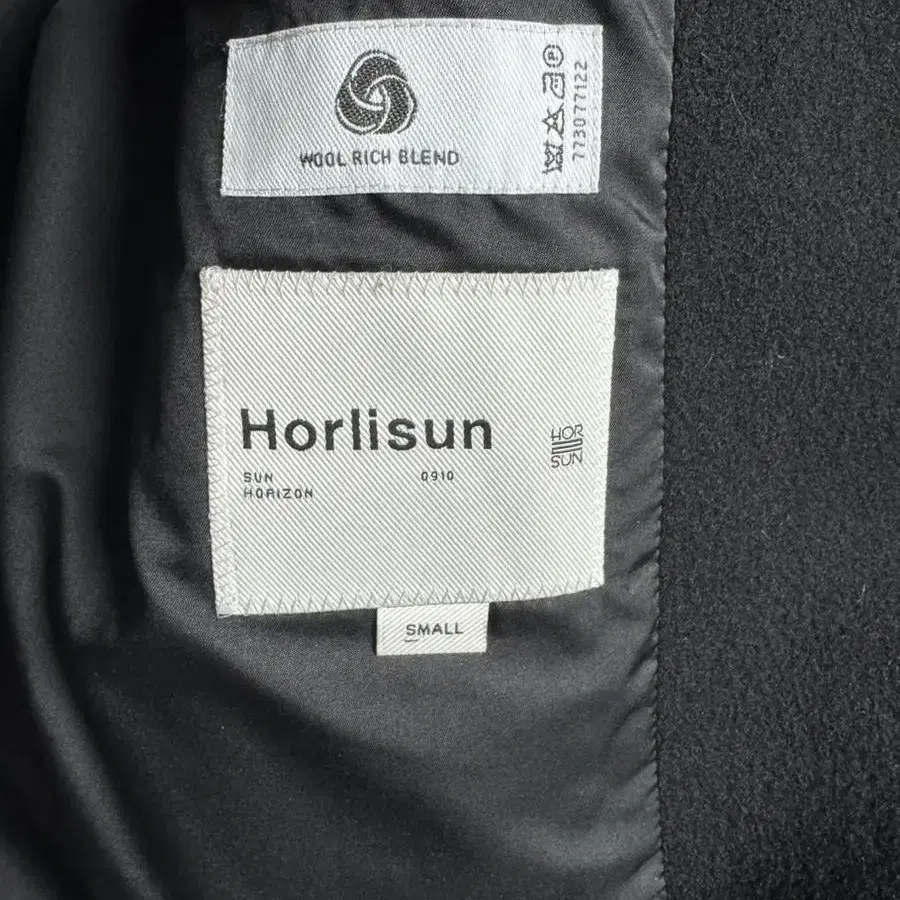 WOOL RICH BLEND
773077122
P
Horlisun
SUN
HORIZON
0910
HOR
SUN
SMALL